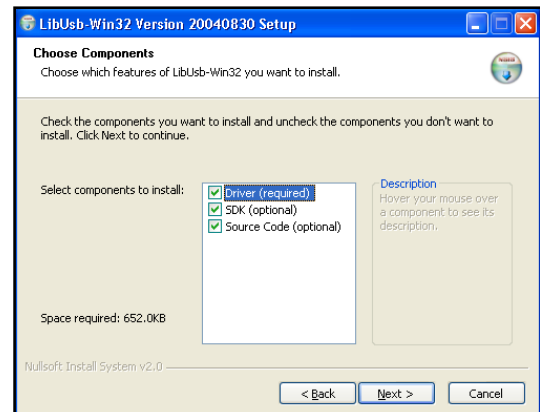 LibUsb-Win32 Version 20040830 Setup
Choose Components
Choose which features of LibUsb-Win32 you want to install.
Check the components you want to install and uncheck the components you don't want to
install. Click Next to continue.
Select components to install:
Driver (required)
SDK (optional)
Source Code (optional)
Description
Hover your mouse over
a component to see its
description.
Space required: 652.0KB
Nullsoft Install System v2.0
< Back
Next >
Cancel